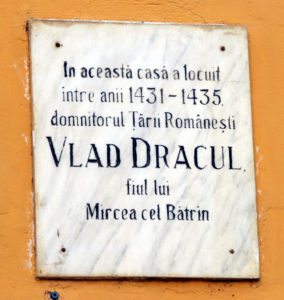 In această casă a locuit
între anii 1431-1435,
domnitorul Țării Românești
VLAD DRACUL,
fiul lui
Mircea cel Bătrîn